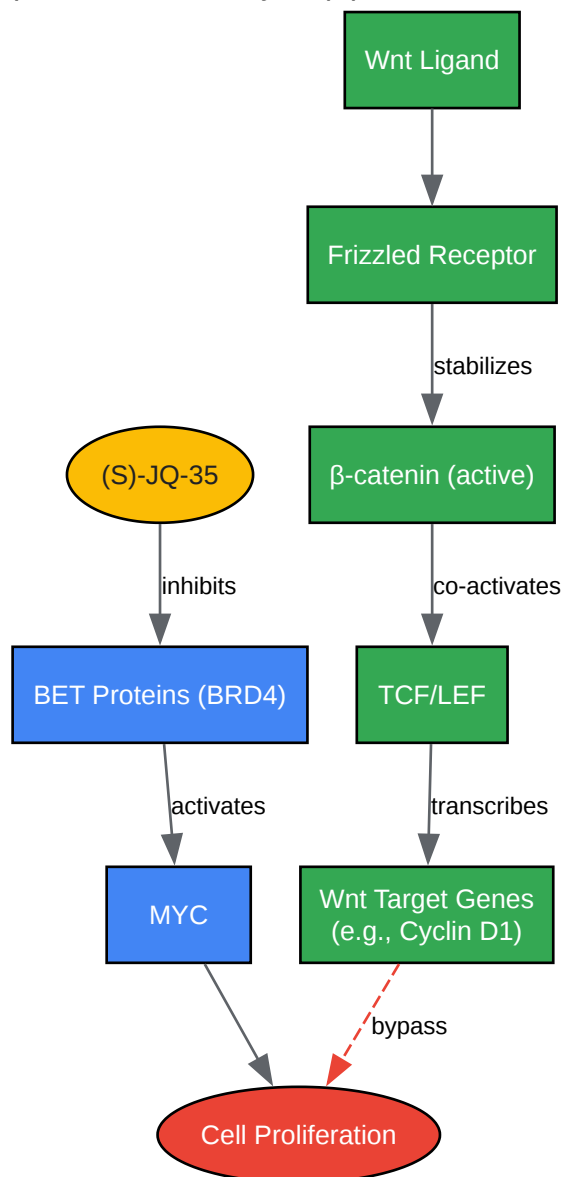 Wnt Ligand
Frizzled Receptor
stabilizes
(S)-JQ-35
β-catenin (active)
inhibits
co-activates
BET Proteins (BRD4)
TCF/LEF
activates
transcribes
MYC
Wnt Target Genes
(e.g., Cyclin D1)
bypass
Cell Proliferation